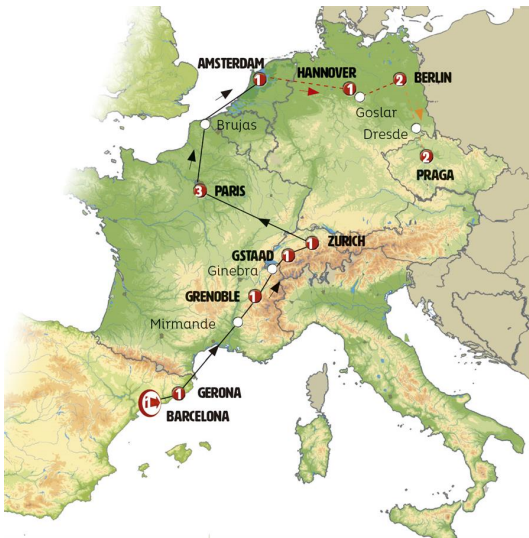 AMSTERDAM
1
HANNOVER
1
2 BERLIN
Goslar
Brujas
Dresde
2
PRAGA
3 PARIS
1 ZURICH
GSTAAD 1
Ginebra
GRENOBLE 1
Mirmande
1 GERONA
i
BARCELONA